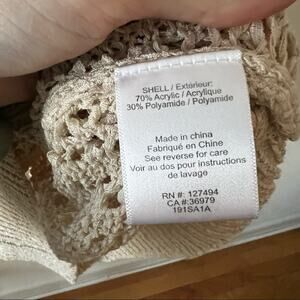 SHELL / Extérieur:
70% Acrylic / Acrylique
30% Polyamide / Polyamide
Made in china
Fabriqué en Chine
See reverse for care
Voir au dos pour instructions
de lavage
RN #: 127494
CA #:36979
191SA1A